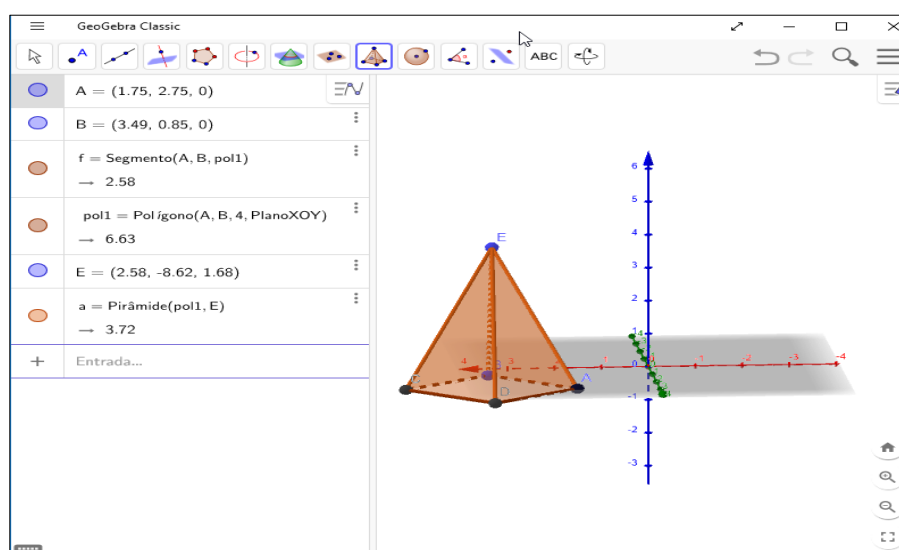 GeoGebra Classic
ABC
A = (1.75, 2.75, 0)
B = (3.49, 0.85, 0)
f = Segmento(A, B, pol1)
→ 2.58
pol1 = Polígono(A, B, 4, PlanoXOY)
→ 6.63
E = (2.58, -8.62, 1.68)
a = Pirâmide(pol1, E)
→ 3.72
+ Entrada...
6
5
4
3
2
1
0
-1
-2
-3
4 3 1 -1 -2 -3 -4
E
A
D